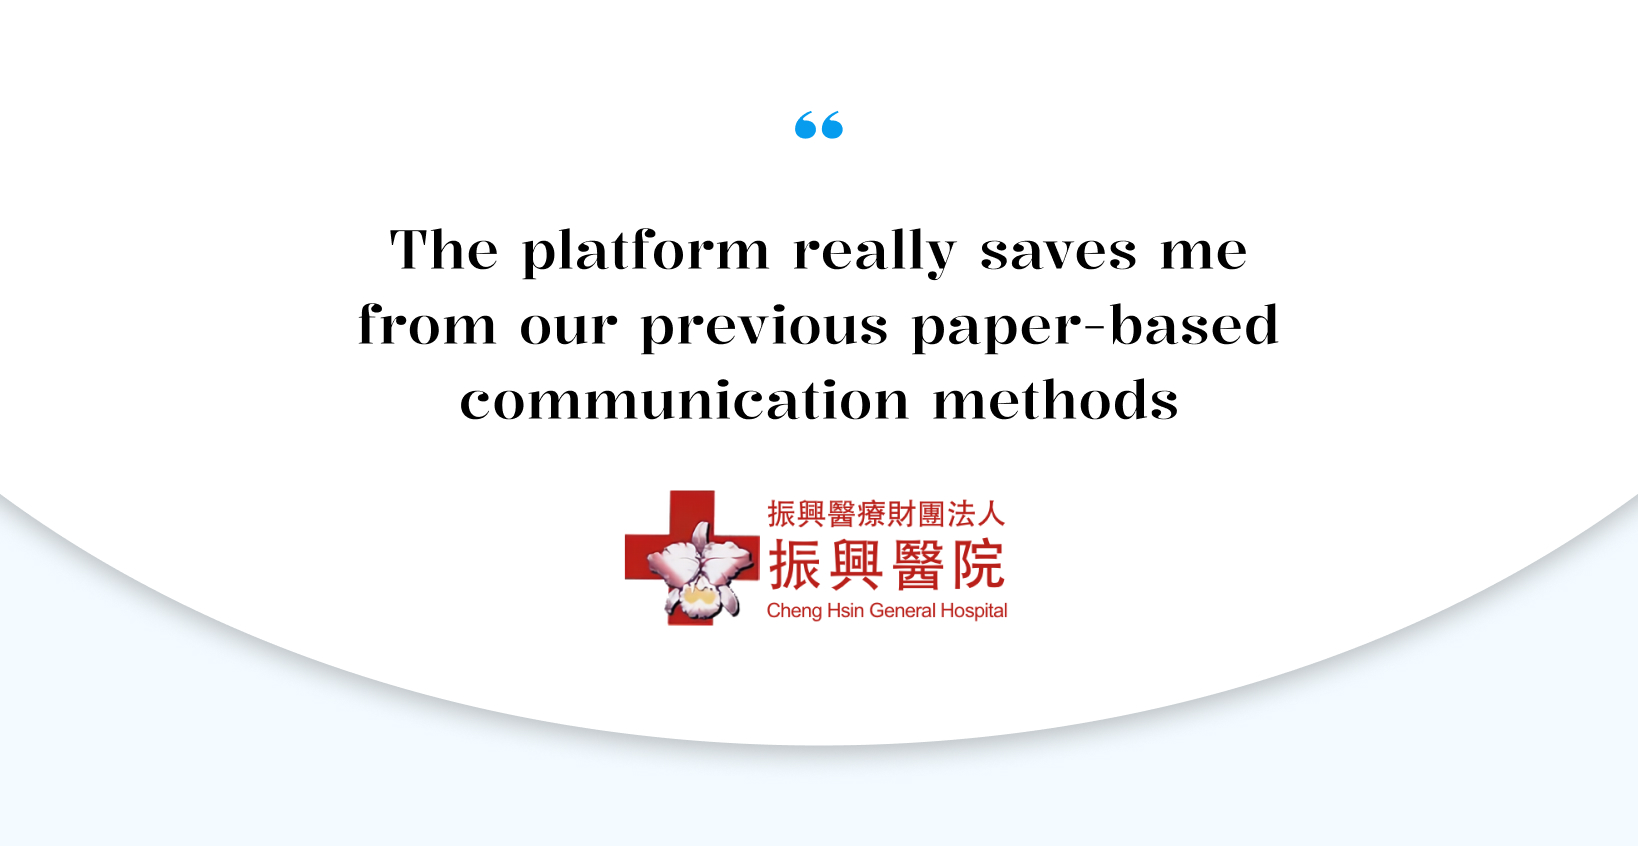 “
The platform really saves me
from our previous paper-based
communication methods
振興醫療財團法人
振興醫院
Cheng Hsin General Hospital